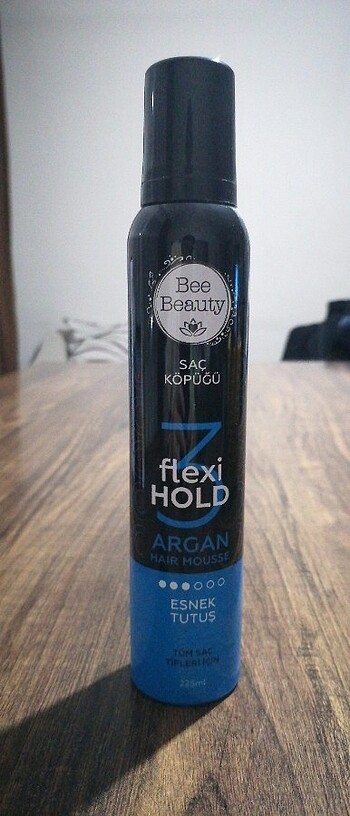 Bee
Beauty
SAÇ
KÖPÜĞÜ
3
flexi
HOLD
ARGAN
HAIR MOUSSE
ESNEK
TUTUŞ
TÜM SAÇ
TİPLERİ İÇİN
225ml